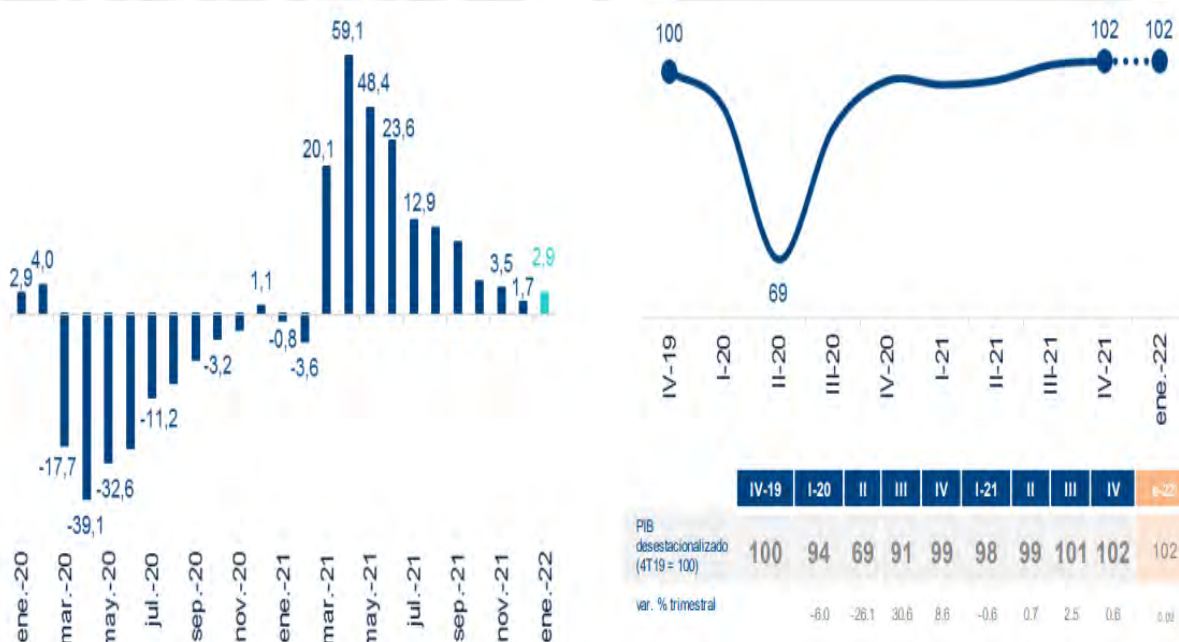 59,1
48,4
23,6
20,1
12,9
2,9
4,0
1,1
3,5
1,7
2,9
-0,8
-3,6
-3,2
-11,2
-17,7
-32,6
-39,1
ene.-20
mar.-20
may.-20
jul.-20
sep.-20
nov.-20
ene.-21
mar.-21
may.-21
jul.-21
sep.-21
nov.-21
ene.-22
100
102
102
69
IV-19
I-20
II-20
III-20
IV-20
I-21
II-21
III-21
IV-21
ene.-22
IV-19 I-20 II III IV I-21 II III IV e-22
PIB
desestacionalizado
(4T19 = 100)
100 94 69 91 99 98 99 101 102 102
var. % trimestral
-6.0 -26.1 30.6 8.6 -0.6 0.7 2.5 0.6